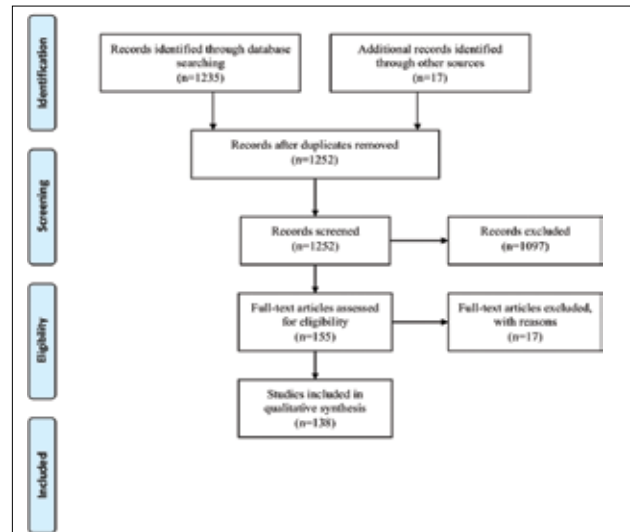 Identification
Records identified through database
searching
(n=1235)
Additional records identified
through other sources
(n=17)
Records after duplicates removed
(n=1252)
Screening
Records screened
(n=1252)
Records excluded
(n=1097)
Eligibility
Full-text articles assessed
for eligibility
(n=155)
Full-text articles excluded,
with reasons
(n=17)
Studies included in
qualitative synthesis
(n=138)
Included